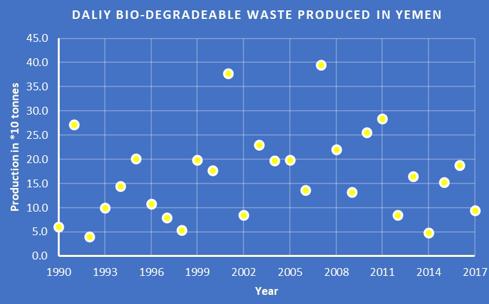 DALIY BIO-DEGRADEABLE WASTE PRODUCED IN YEMEN
Production in *10 tonnes
45.0
40.0
35.0
30.0
25.0
20.0
15.0
10.0
5.0
0.0
1990 1993 1996 1999 2002 2005 2008 2011 2014 2017
Year